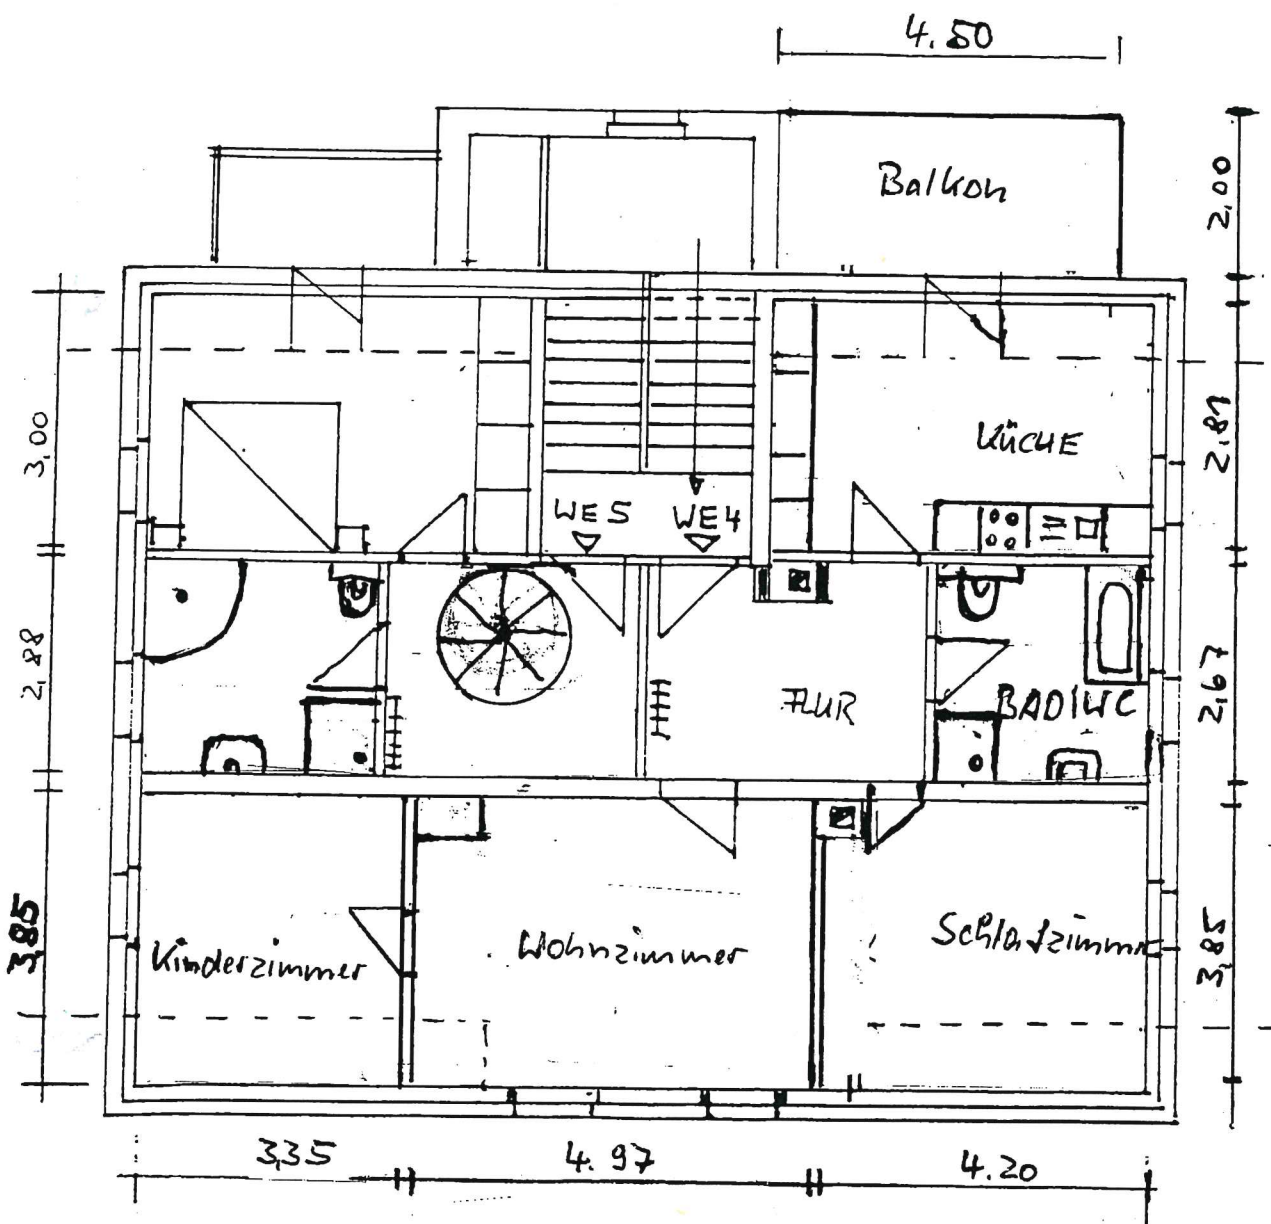 4.50
Balkon
2,00
3,00
KÜCHE
2.81
WE5
WE4
2,88
FLUR
BAD/WC
2,67
3,85
Kinderzimmer
Wohnzimmer
Schlafzimmer
3,85
3,35
4.97
4.20